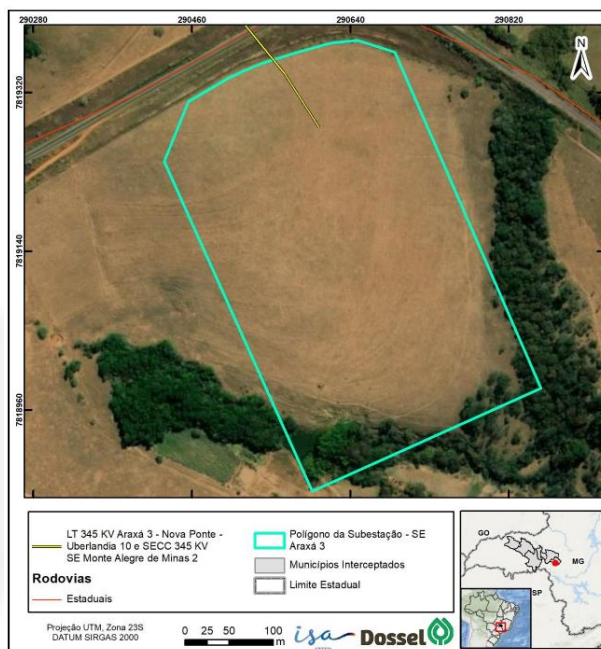 290280 290460 290640 290820
7819320
7819140
7818960
N
LT 345 KV Araxá 3 - Nova Ponte -
Uberlandia 10 e SECC 345 KV
SE Monte Alegre de Minas 2
Rodovias
Estaduais
Polígono da Subestação - SE
Araxá 3
Municípios Interceptados
Limite Estadual
Projeção UTM, Zona 23S
DATUM SIRGAS 2000
0 25 50 100
m
isa
Dossel
GO
MG
SP